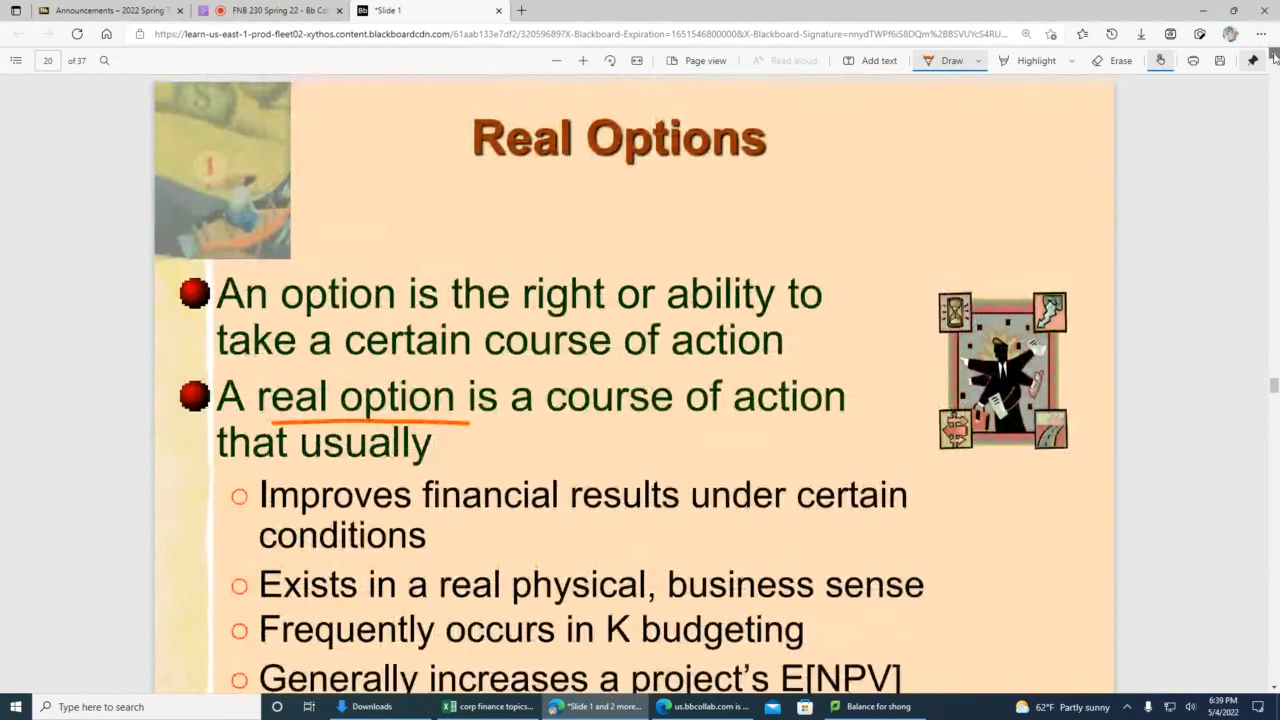 Announcements – 2022 Spring T
FNB 230 Spring 22 - Bb Col
Bb
*Slide 1
https://learn-us-east-1-prod-fleet02-xythos.content.blackboardcdn.com/61aab133e7df2/32059689?X-Blackboard-Expiration=1651546800000&X-Blackboard-Signature=nnydTWPf6iS8DQm%2BBSVUYcS4RU...
20 of 37
Page view
Read aloud
Add text
Draw
Highlight
Erase
Real Options
An option is the right or ability to
take a certain course of action
A real option is a course of action
that usually
Improves financial results under certain
conditions
Exists in a real physical, business sense
Frequently occurs in K budgeting
Generally increases a project's E[NPV]
Type here to search
Downloads
corp finance topics...
*Slide 1 and 2 more...
us.bbcollab.com is ...
Balance for shong
62°F Partly sunny
6:39 PM
5/4/2022